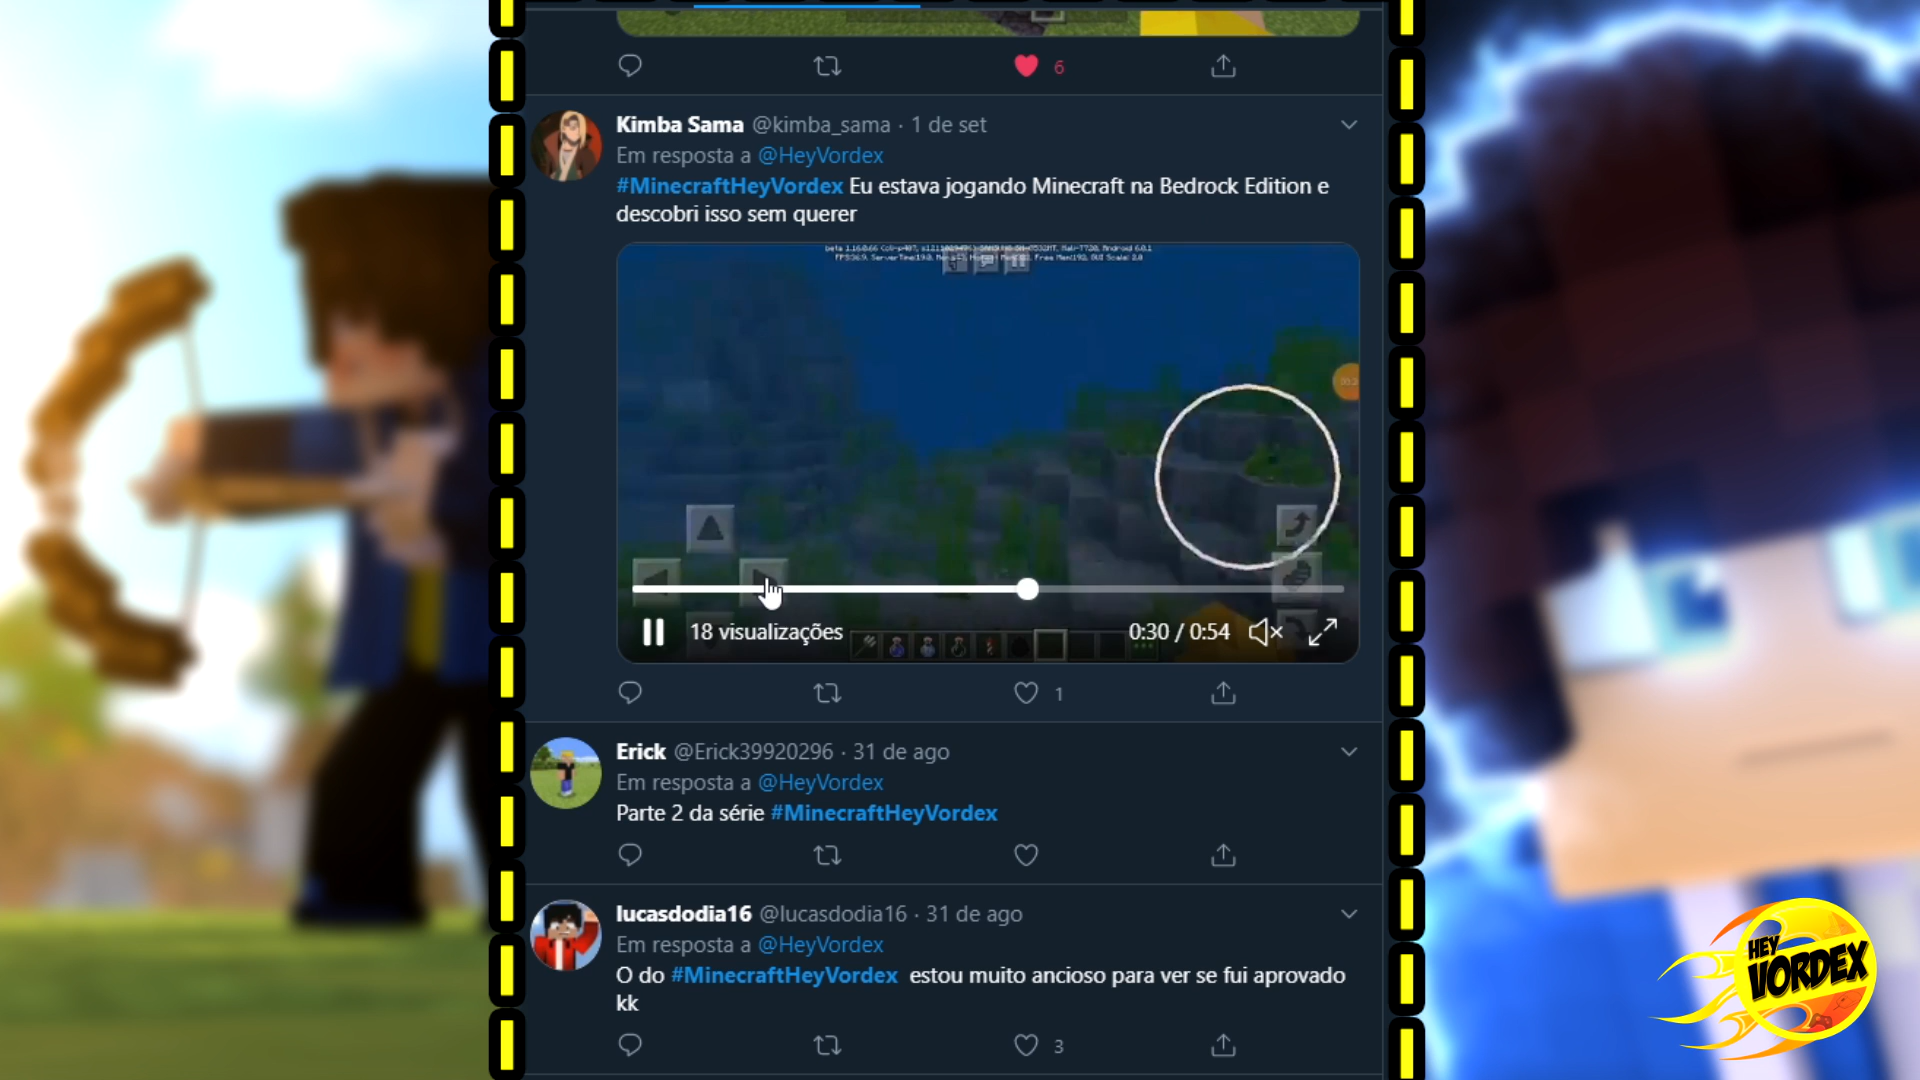 6
Kimba Sama @kimba_sama · 1 de set
Em resposta a @HeyVordex
#MinecraftHeyVordex Eu estava jogando Minecraft na Bedrock Edition e
descobri isso sem querer
18 visualizações
0:30 / 0:54
1
Erick @Erick39920296 · 31 de ago
Em resposta a @HeyVordex
Parte 2 da série #MinecraftHeyVordex
lucasdodia16 @lucasdodia16 · 31 de ago
Em resposta a @HeyVordex
O do #MinecraftHeyVordex estou muito ancioso para ver se fui aprovado
kk
3
HEY
VORDEX